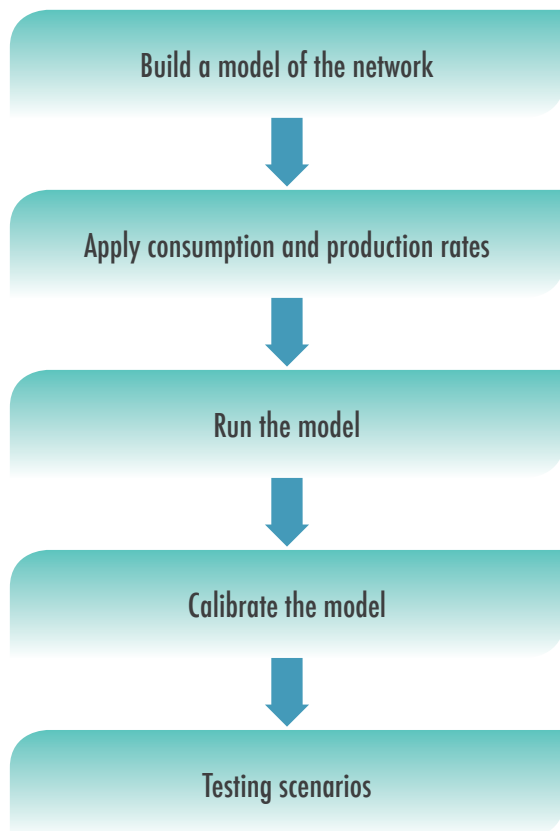 Build a model of the network
Apply consumption and production rates
Run the model
Calibrate the model
Testing scenarios